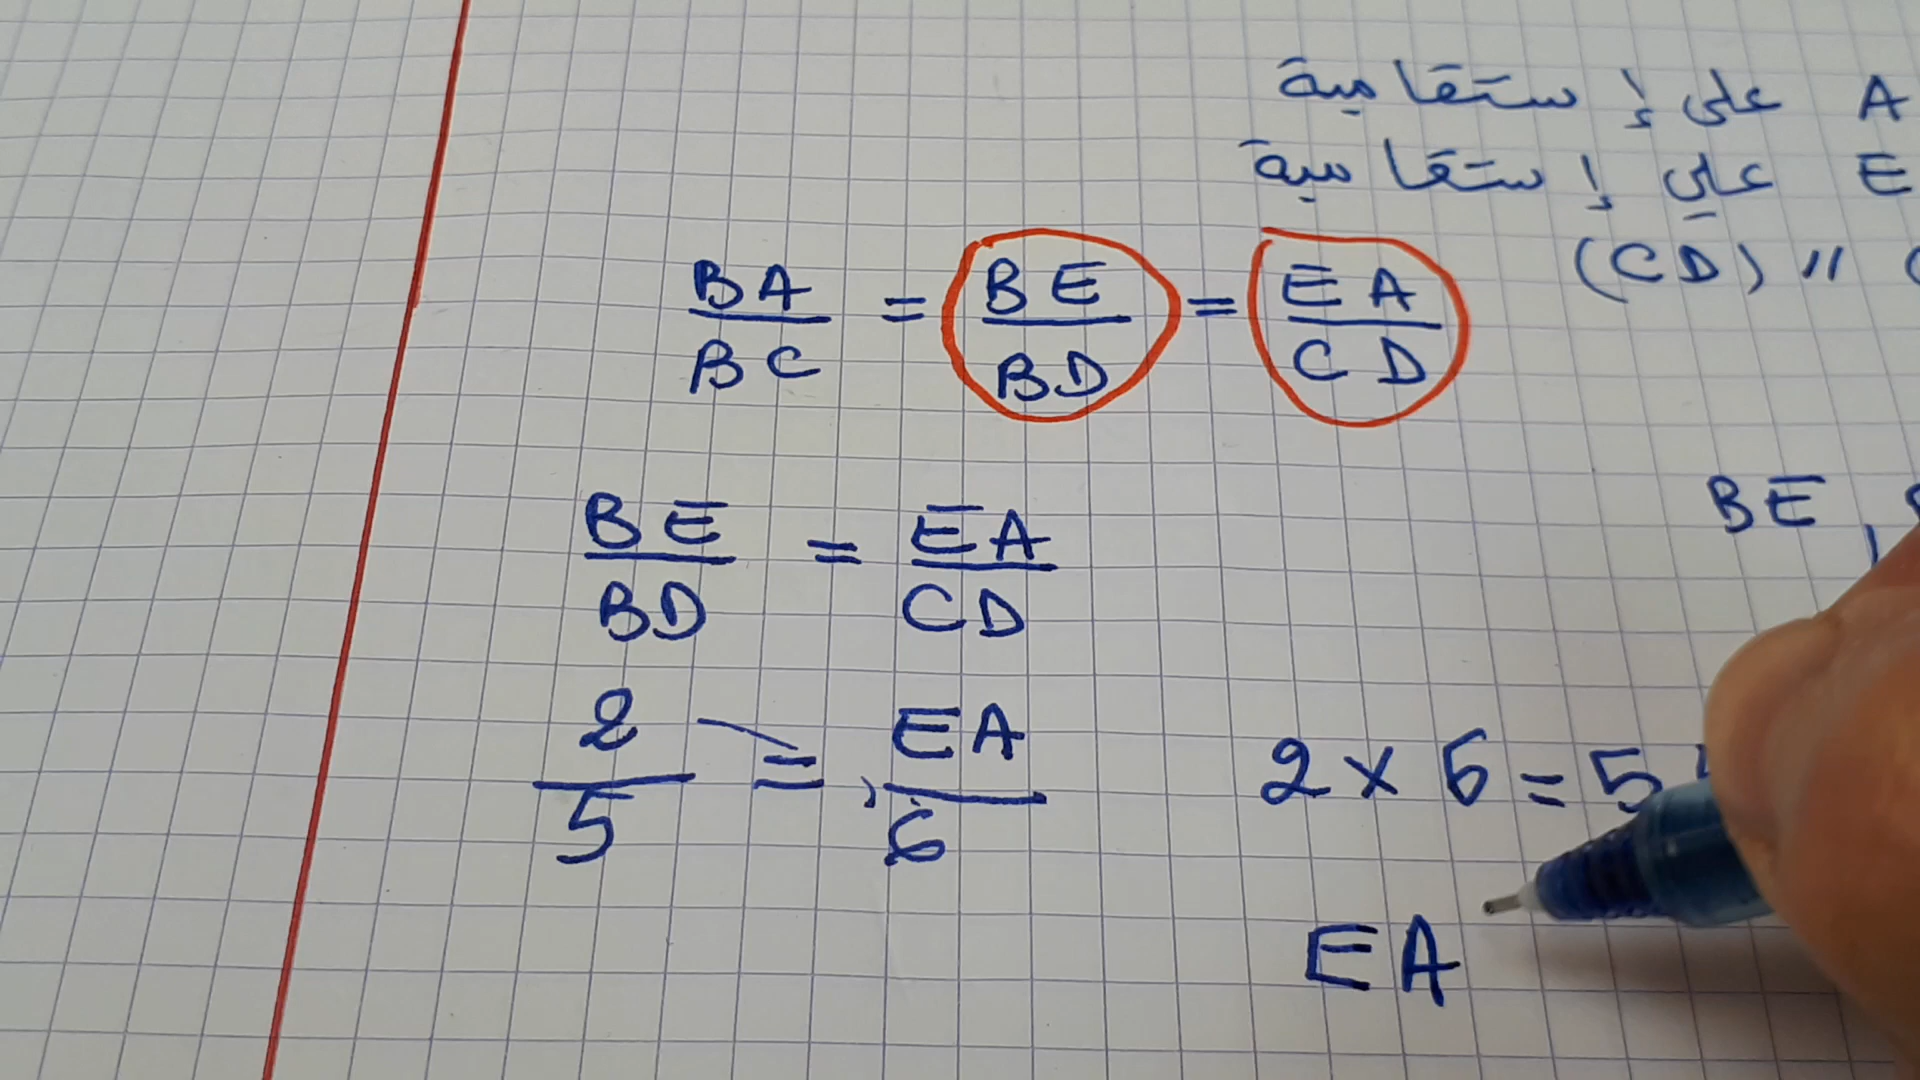 A على إستقامية
E علي إستقامية
(CD) //
BA/BC = BE/BD = EA/CD
BE,
BE/BD = EA/CD
2/5 = EA/6
2 × 6 = 5
EA